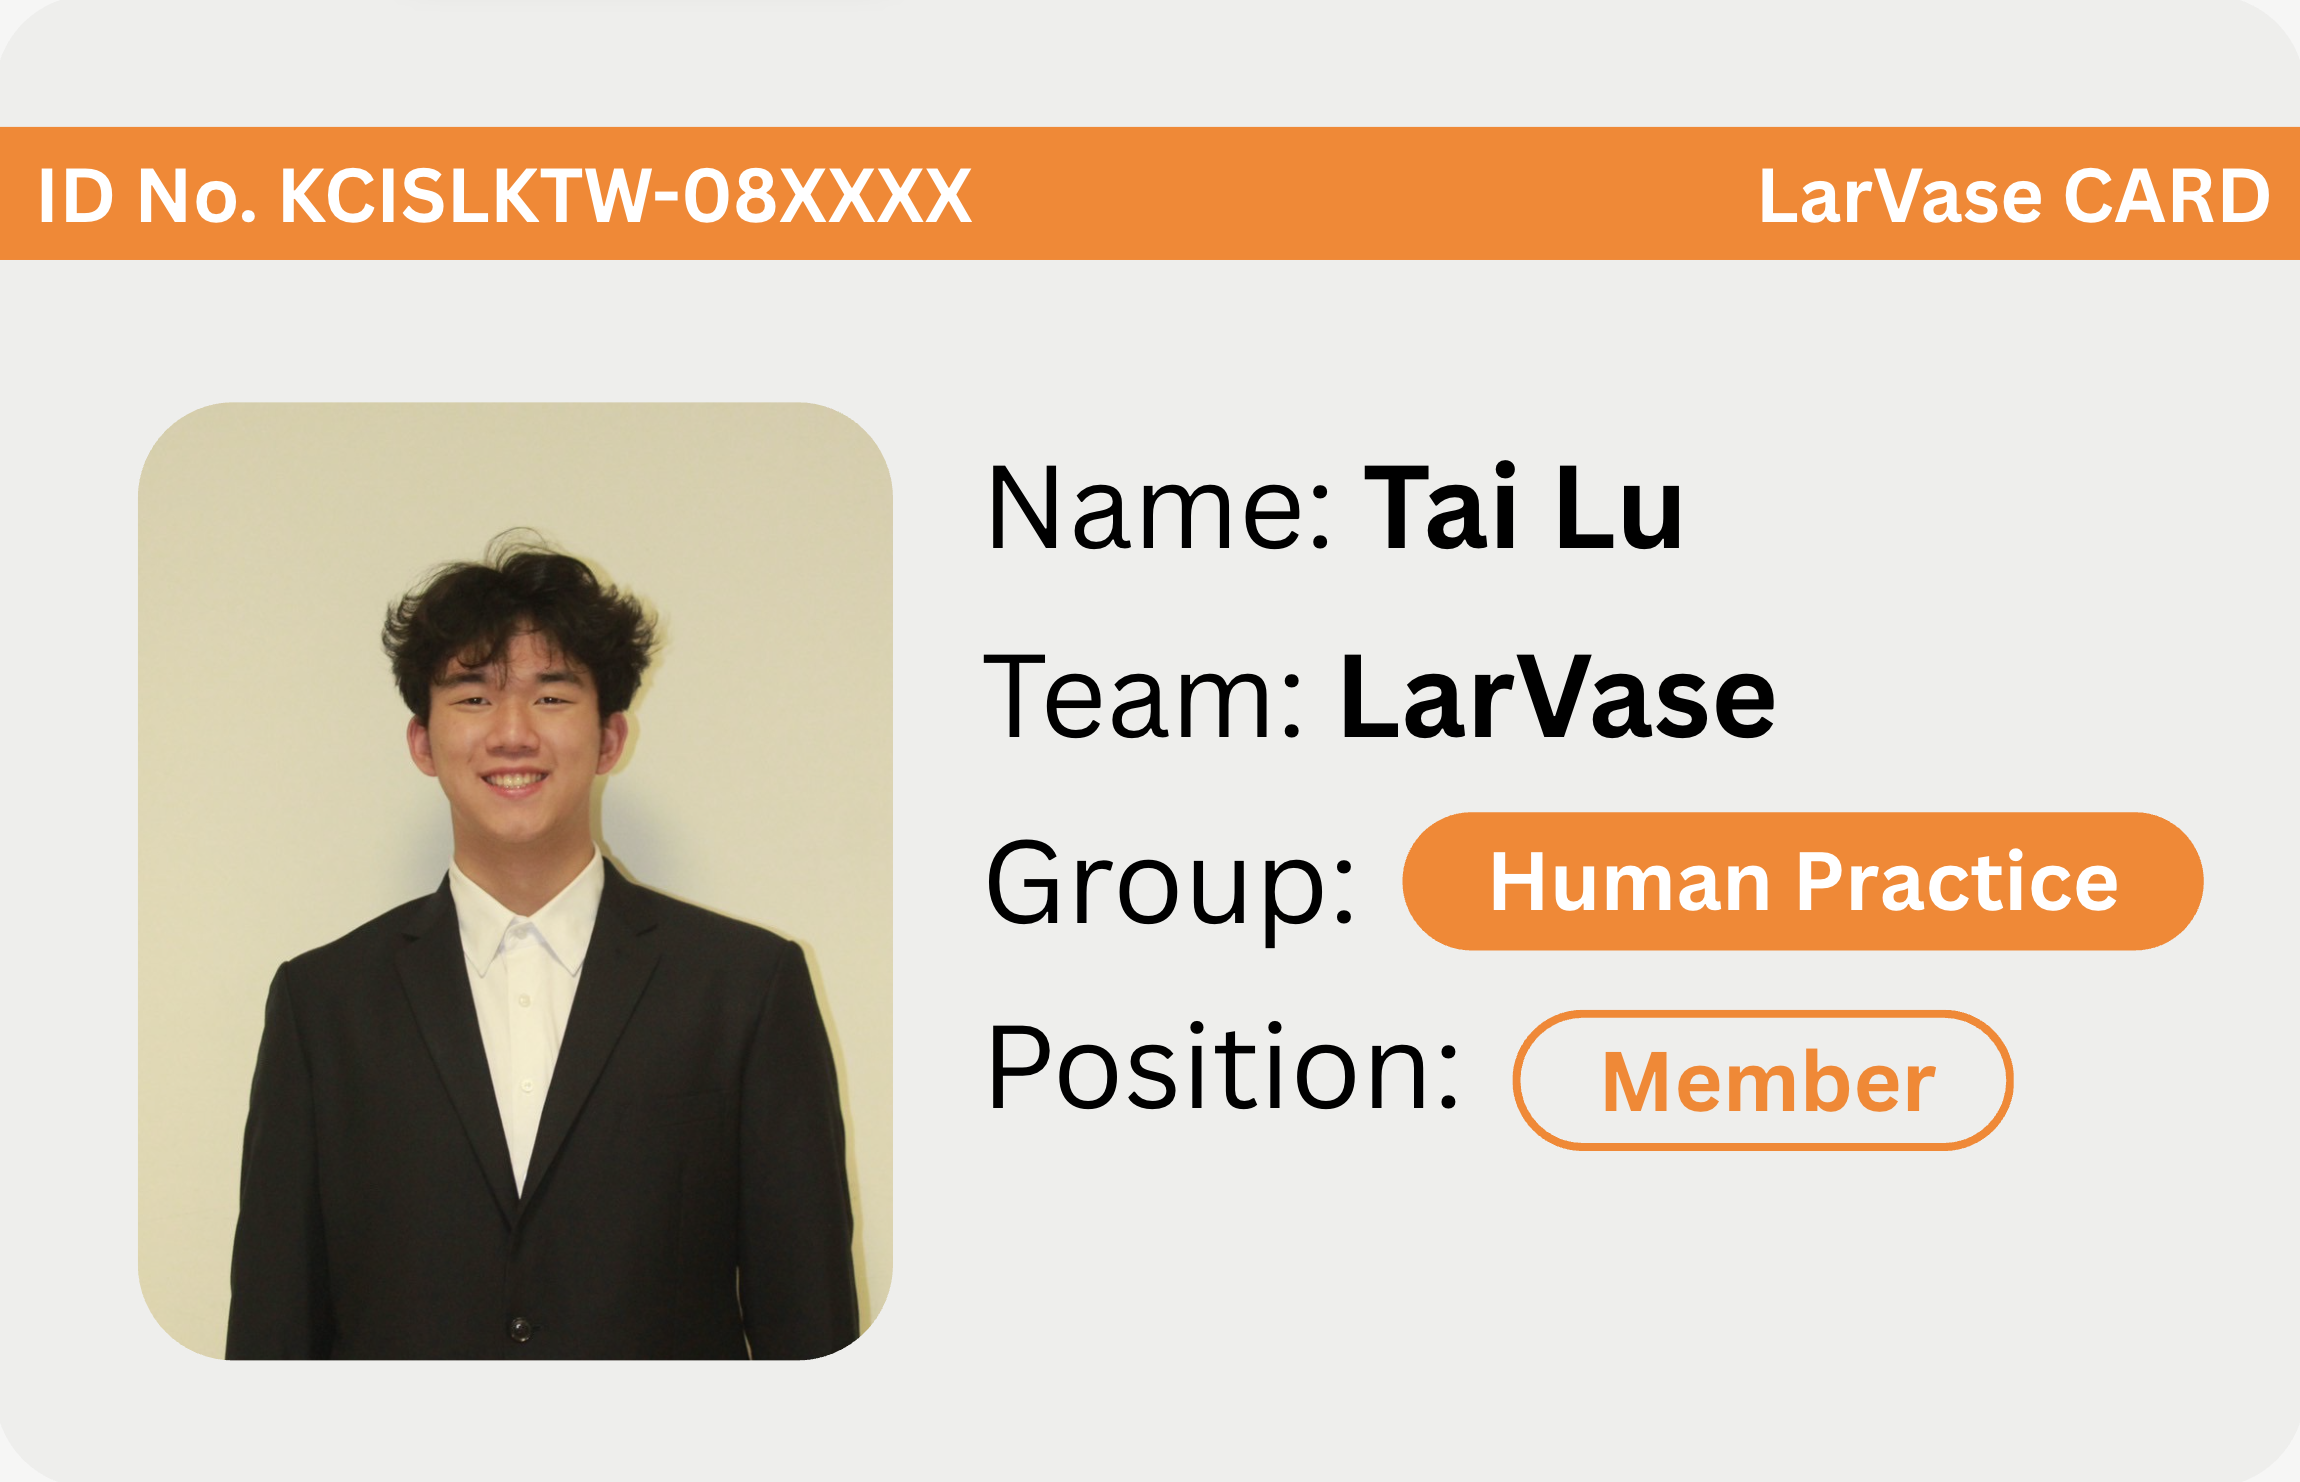 ID No. KCISLKTW-08XXXX LarVase CARD
Name: Tai Lu
Team: LarVase
Group: Human Practice
Position: Member